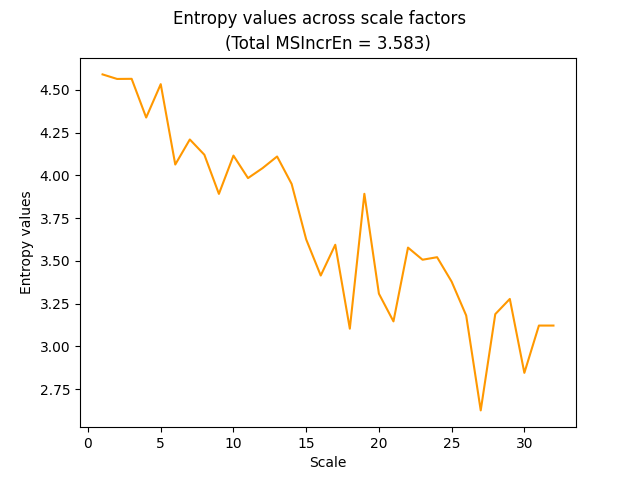 Entropy values across scale factors
(Total MSIncrEn = 3.583)
4.50
4.25
4.00
3.75
3.50
3.25
3.00
2.75
Entropy values
0 5 10 15 20 25 30
Scale